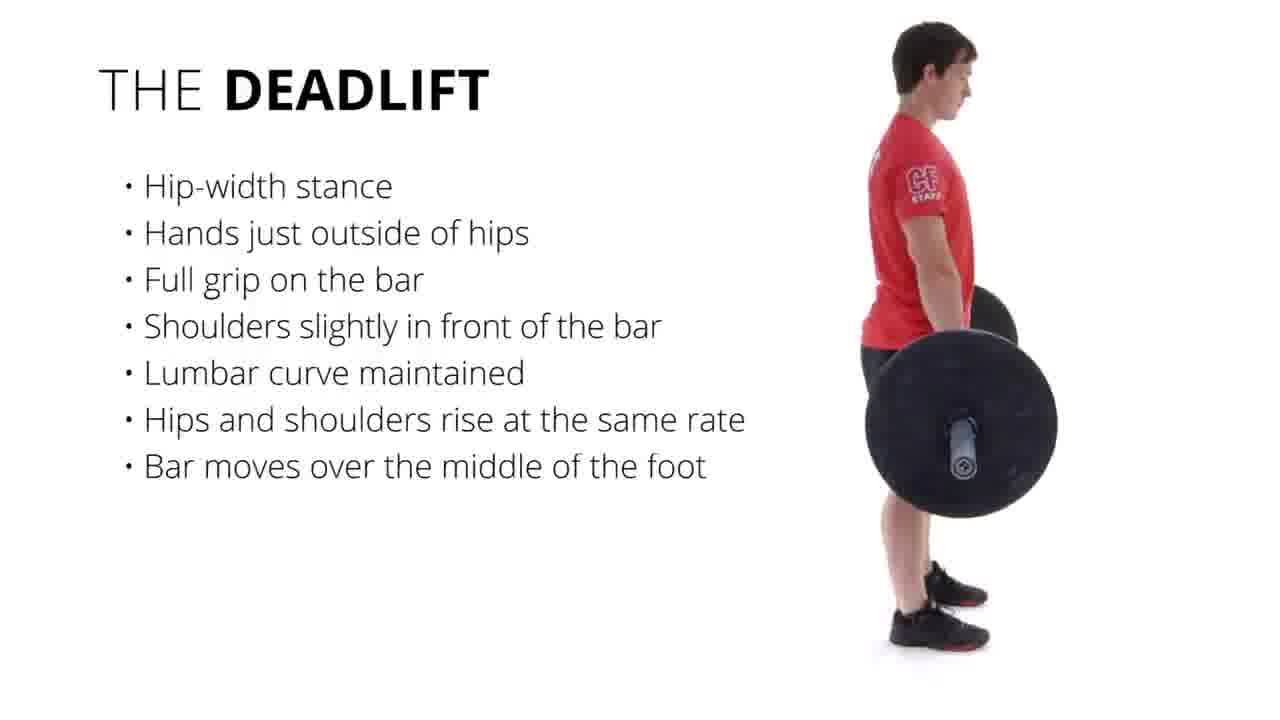 THE DEADLIFT
• Hip-width stance
• Hands just outside of hips
• Full grip on the bar
• Shoulders slightly in front of the bar
• Lumbar curve maintained
• Hips and shoulders rise at the same rate
• Bar moves over the middle of the foot
CF
STAFF